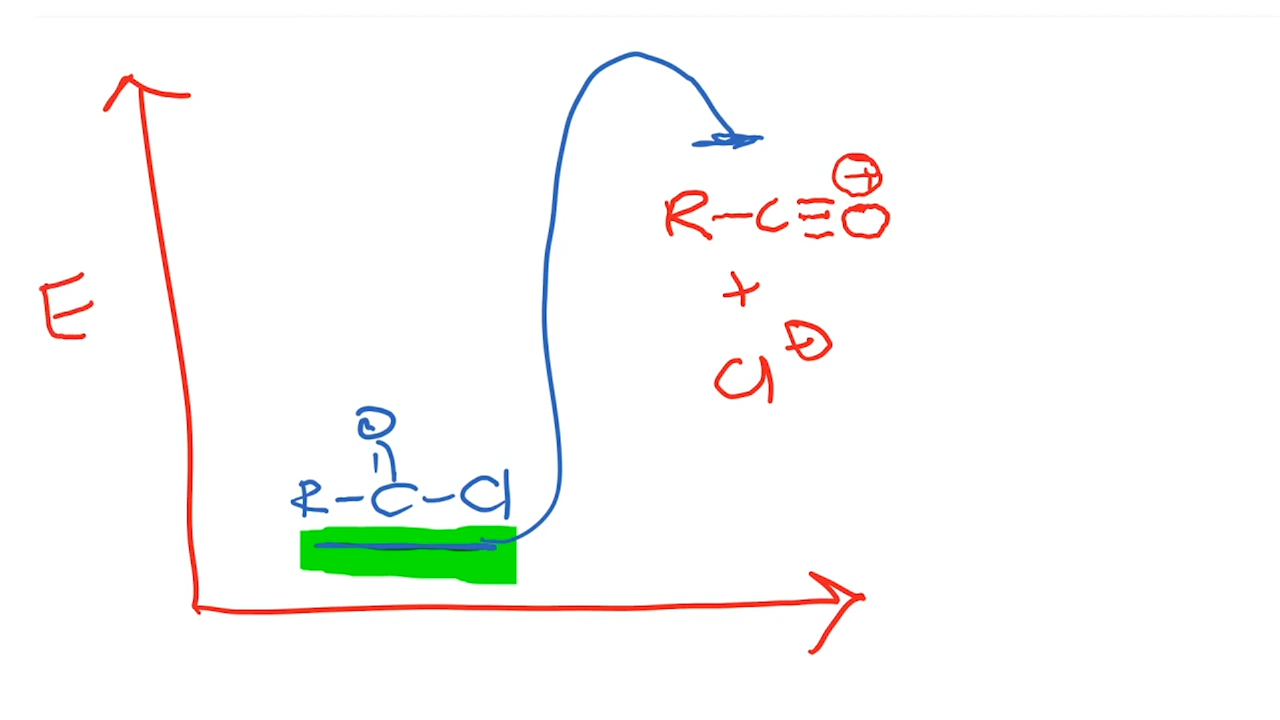 E
R-C≡O⊕
+
Cl⊖
O
||
R-C-Cl